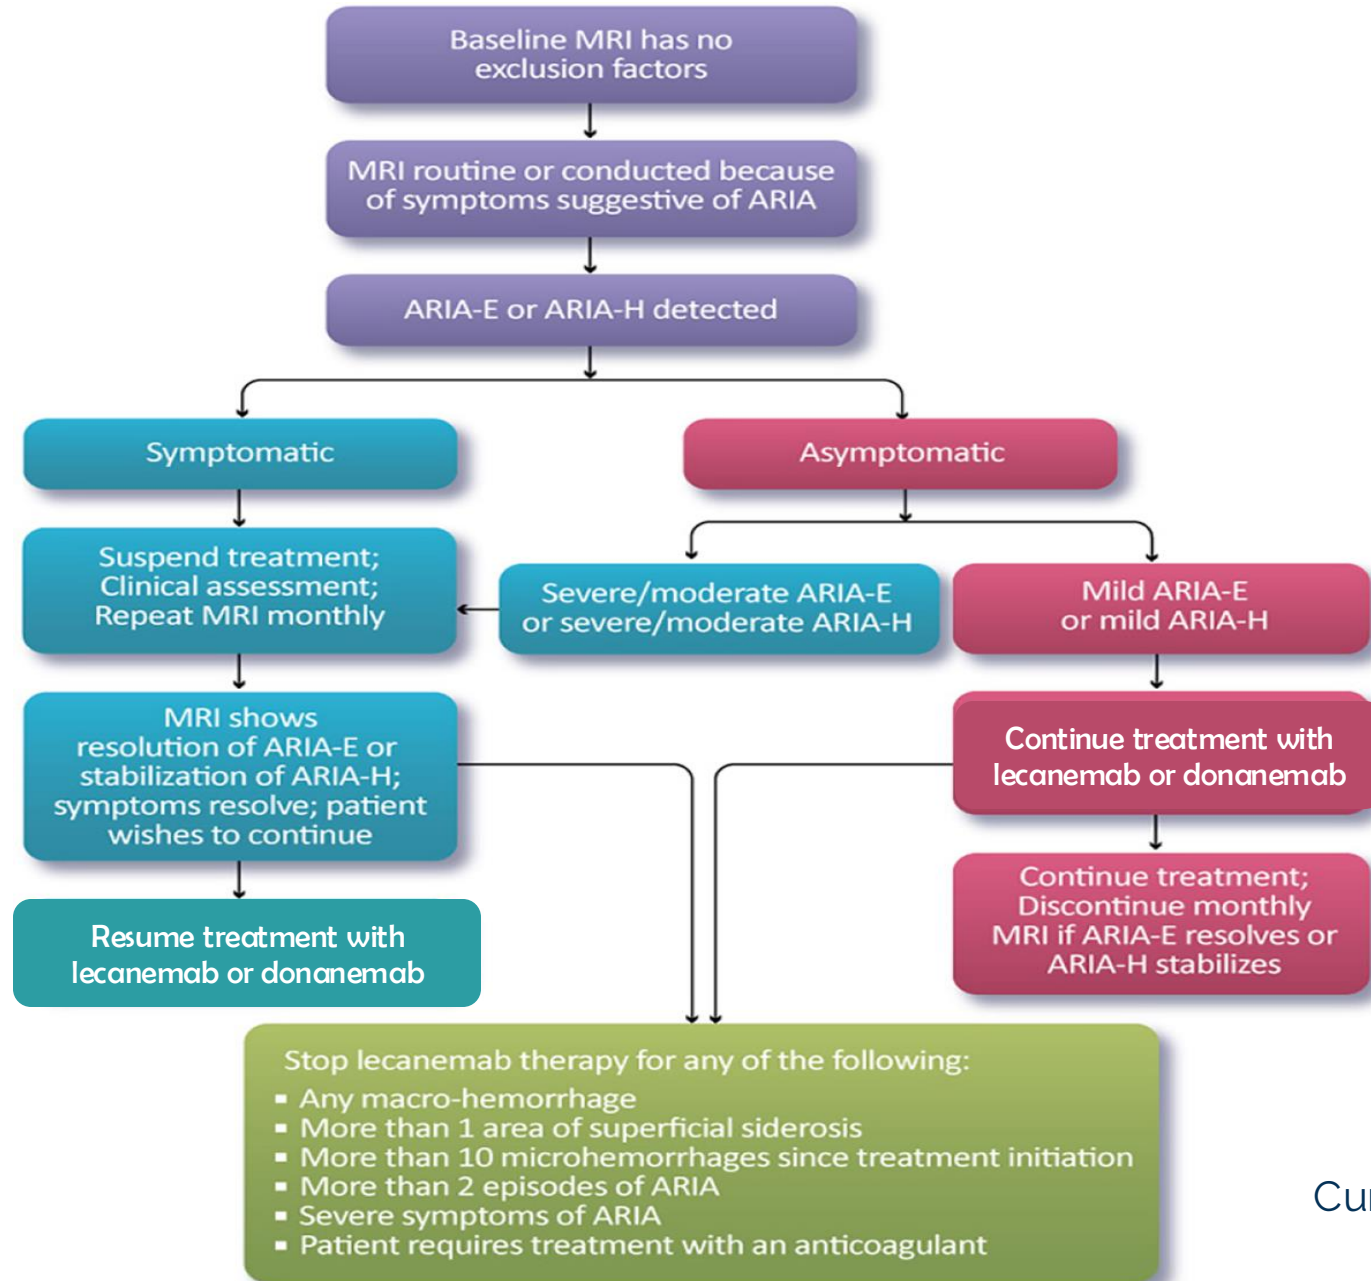 Baseline MRI has no
exclusion factors
MRI routine or conducted because
of symptoms suggestive of ARIA
ARIA-E or ARIA-H detected
Symptomatic
Asymptomatic
Suspend treatment;
Clinical assessment;
Repeat MRI monthly
Severe/moderate ARIA-E
or severe/moderate ARIA-H
Mild ARIA-E
or mild ARIA-H
MRI shows
resolution of ARIA-E or
stabilization of ARIA-H;
symptoms resolve; patient
wishes to continue
Continue treatment with
lecanemab or donanemab
Resume treatment with
lecanemab or donanemab
Continue treatment;
Discontinue monthly
MRI if ARIA-E resolves or
ARIA-H stabilizes
Stop lecanemab therapy for any of the following:
▪ Any macro-hemorrhage
▪ More than 1 area of superficial siderosis
▪ More than 10 microhemorrhages since treatment initiation
▪ More than 2 episodes of ARIA
▪ Severe symptoms of ARIA
▪ Patient requires treatment with an anticoagulant